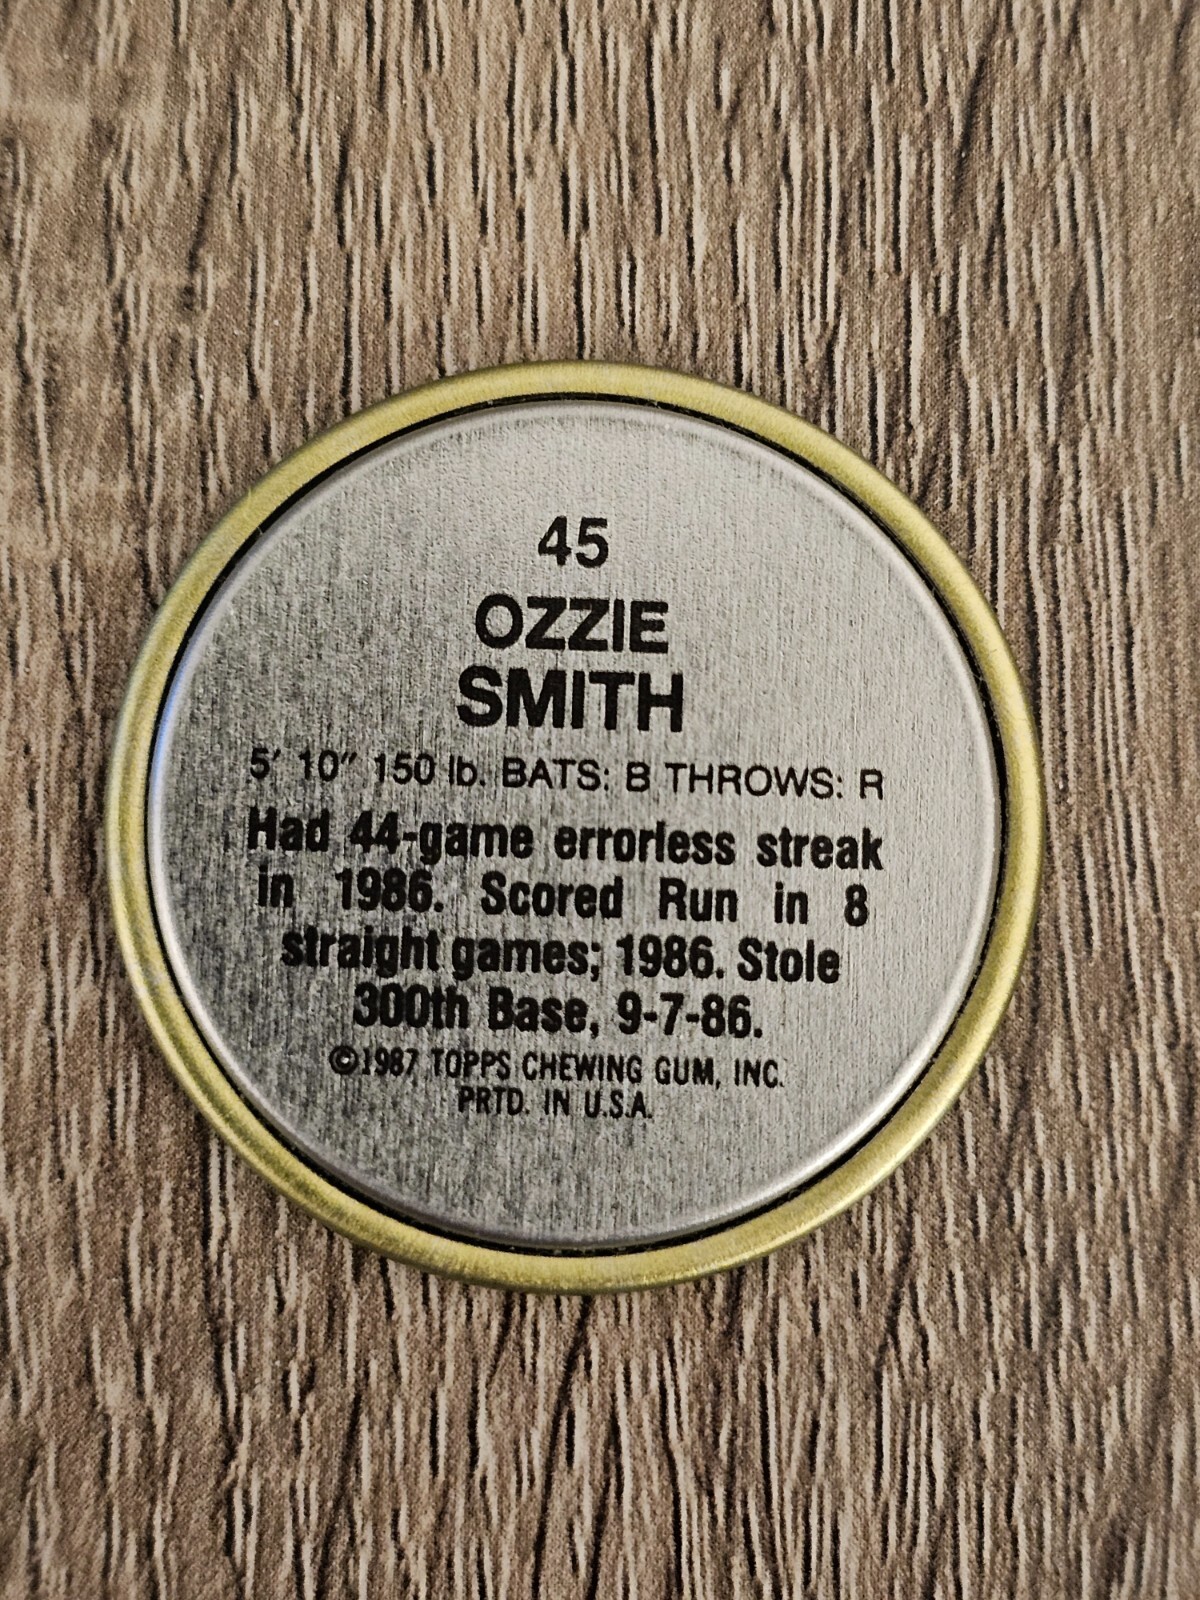 45
OZZIE
SMITH
5' 10" 150 lb. BATS: B THROWS: R
Had 44-game errorless streak
in 1986. Scored Run in 8
straight games; 1986. Stole
300th Base, 9-7-86.
©1987 TOPPS CHEWING GUM, INC.
PRTD. IN U.S.A.